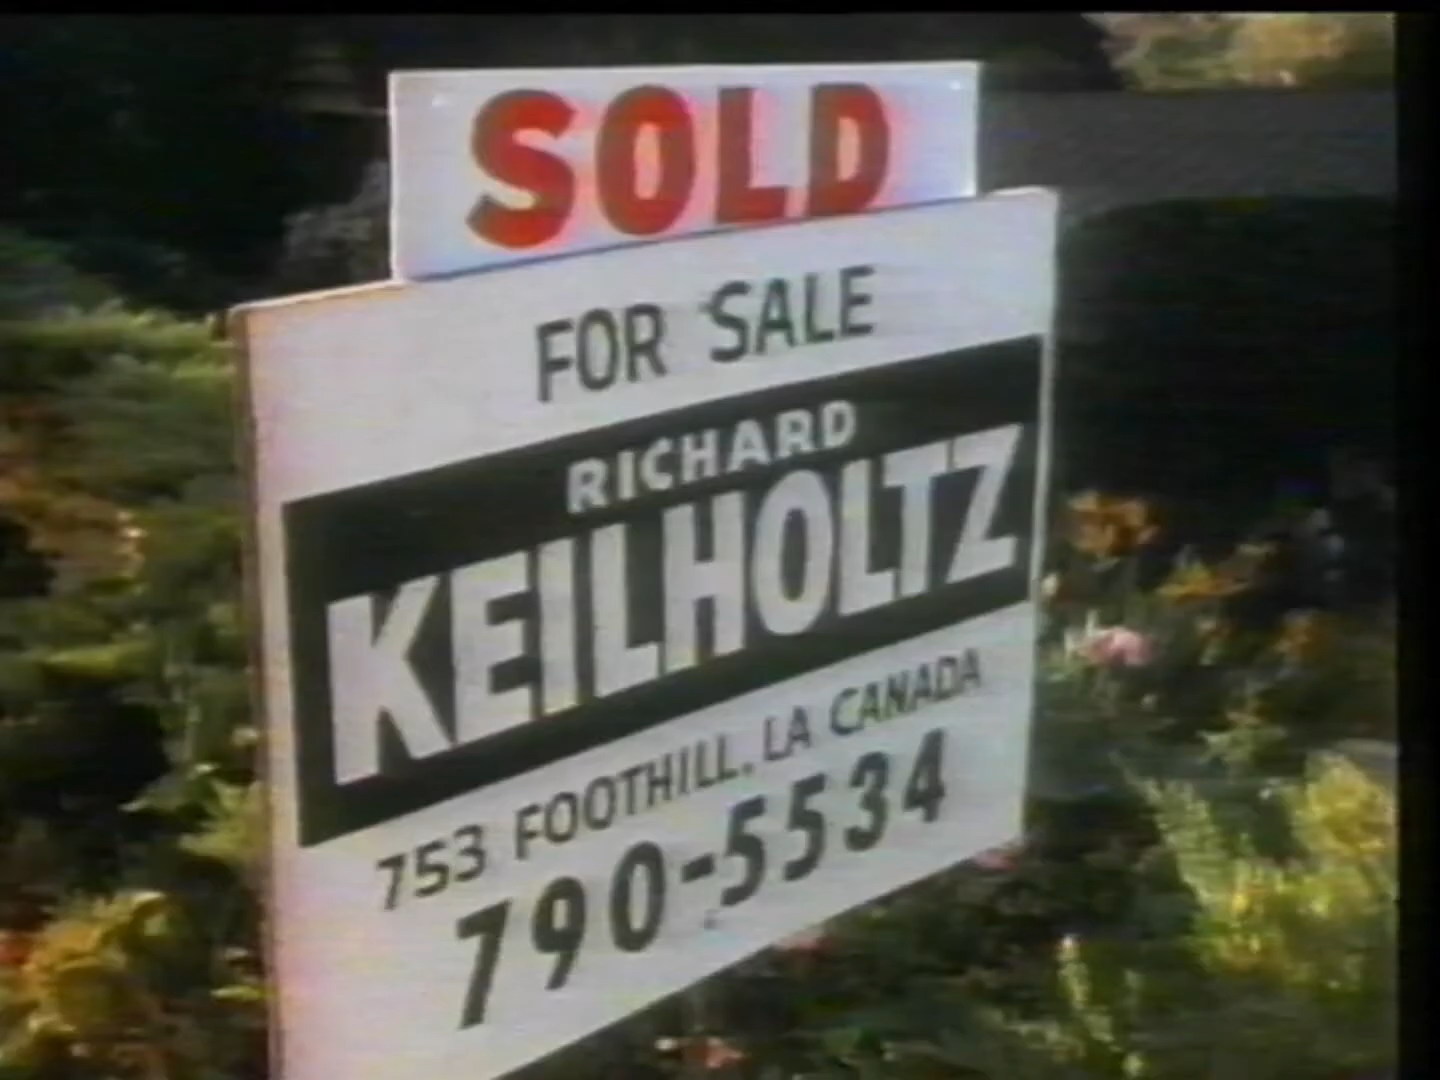 SOLD
FOR SALE
RICHARD
KEILHOLTZ
753 FOOTHILL. LA CANADA
790-5534